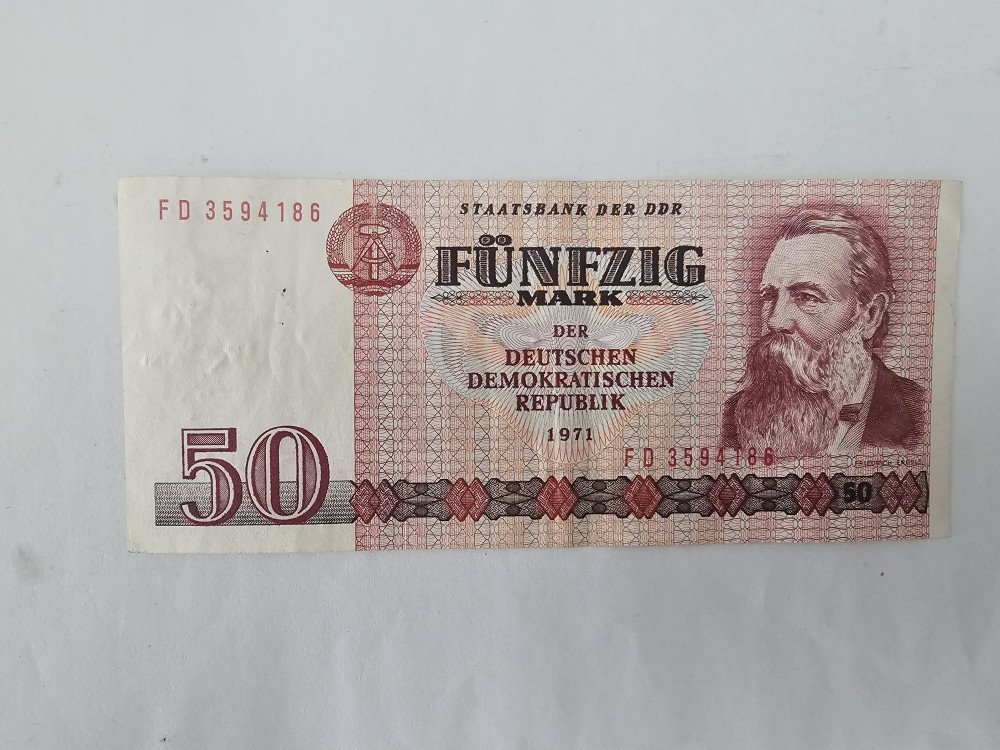 FD 3594186
STAATSBANK DER DDR
FÜNFZIG
MARK
DER
DEUTSCHEN
DEMOKRATISCHEN
REPUBLIK
1971
FD 3594186
50
50